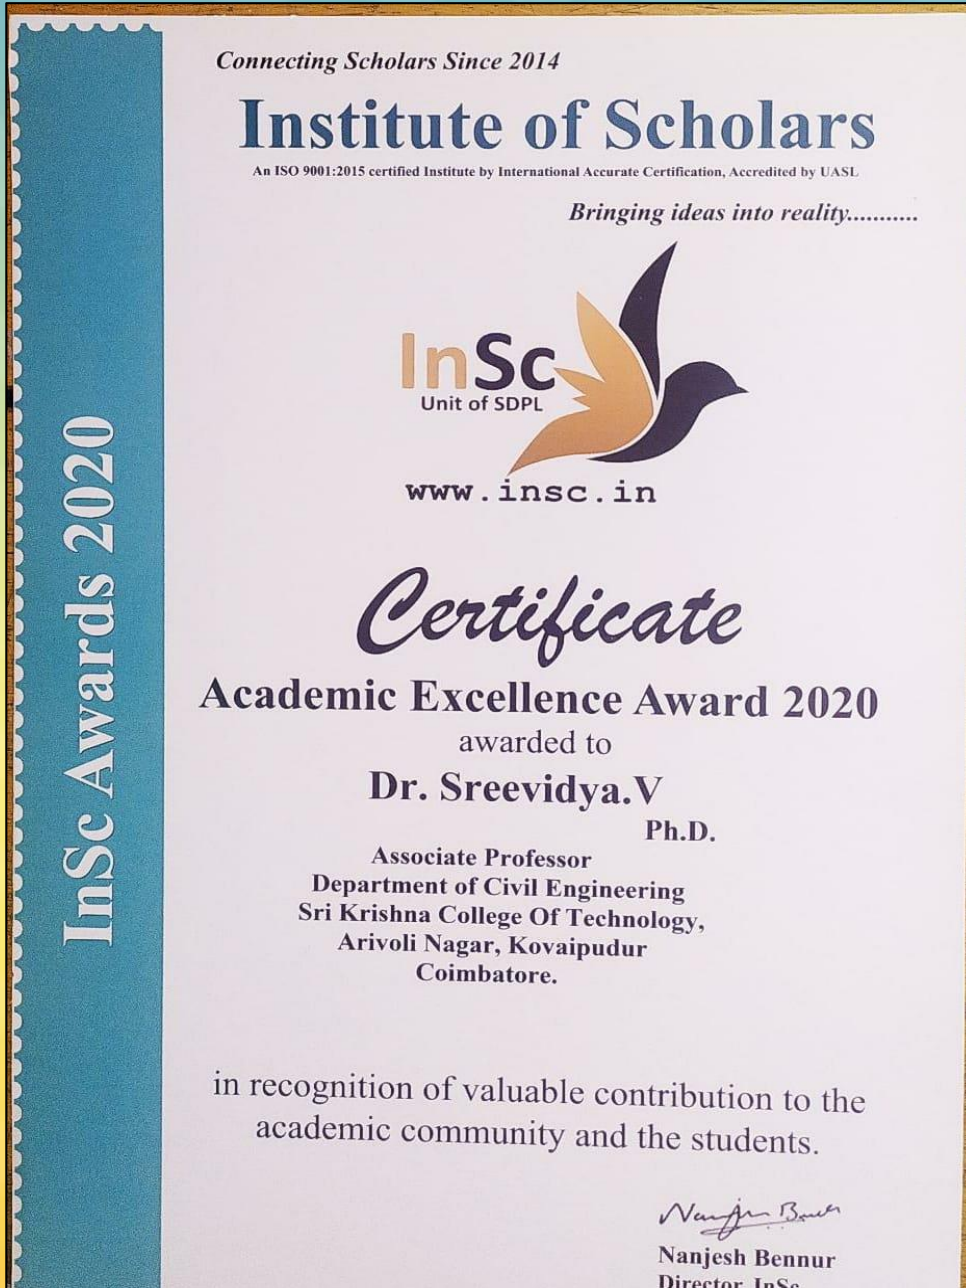 Connecting Scholars Since 2014
Institute of Scholars
An ISO 9001:2015 certified Institute by International Accurate Certification, Accredited by UASL
Bringing ideas into reality...........
InSc
Unit of SDPL
www.insc.in
InSc Awards 2020
Certificate
Academic Excellence Award 2020
awarded to
Dr. Sreevidya.V
Ph.D.
Associate Professor
Department of Civil Engineering
Sri Krishna College Of Technology,
Arivoli Nagar, Kovaipudur
Coimbatore.
in recognition of valuable contribution to the
academic community and the students.
Nanjesh Bennur
Director, InSc